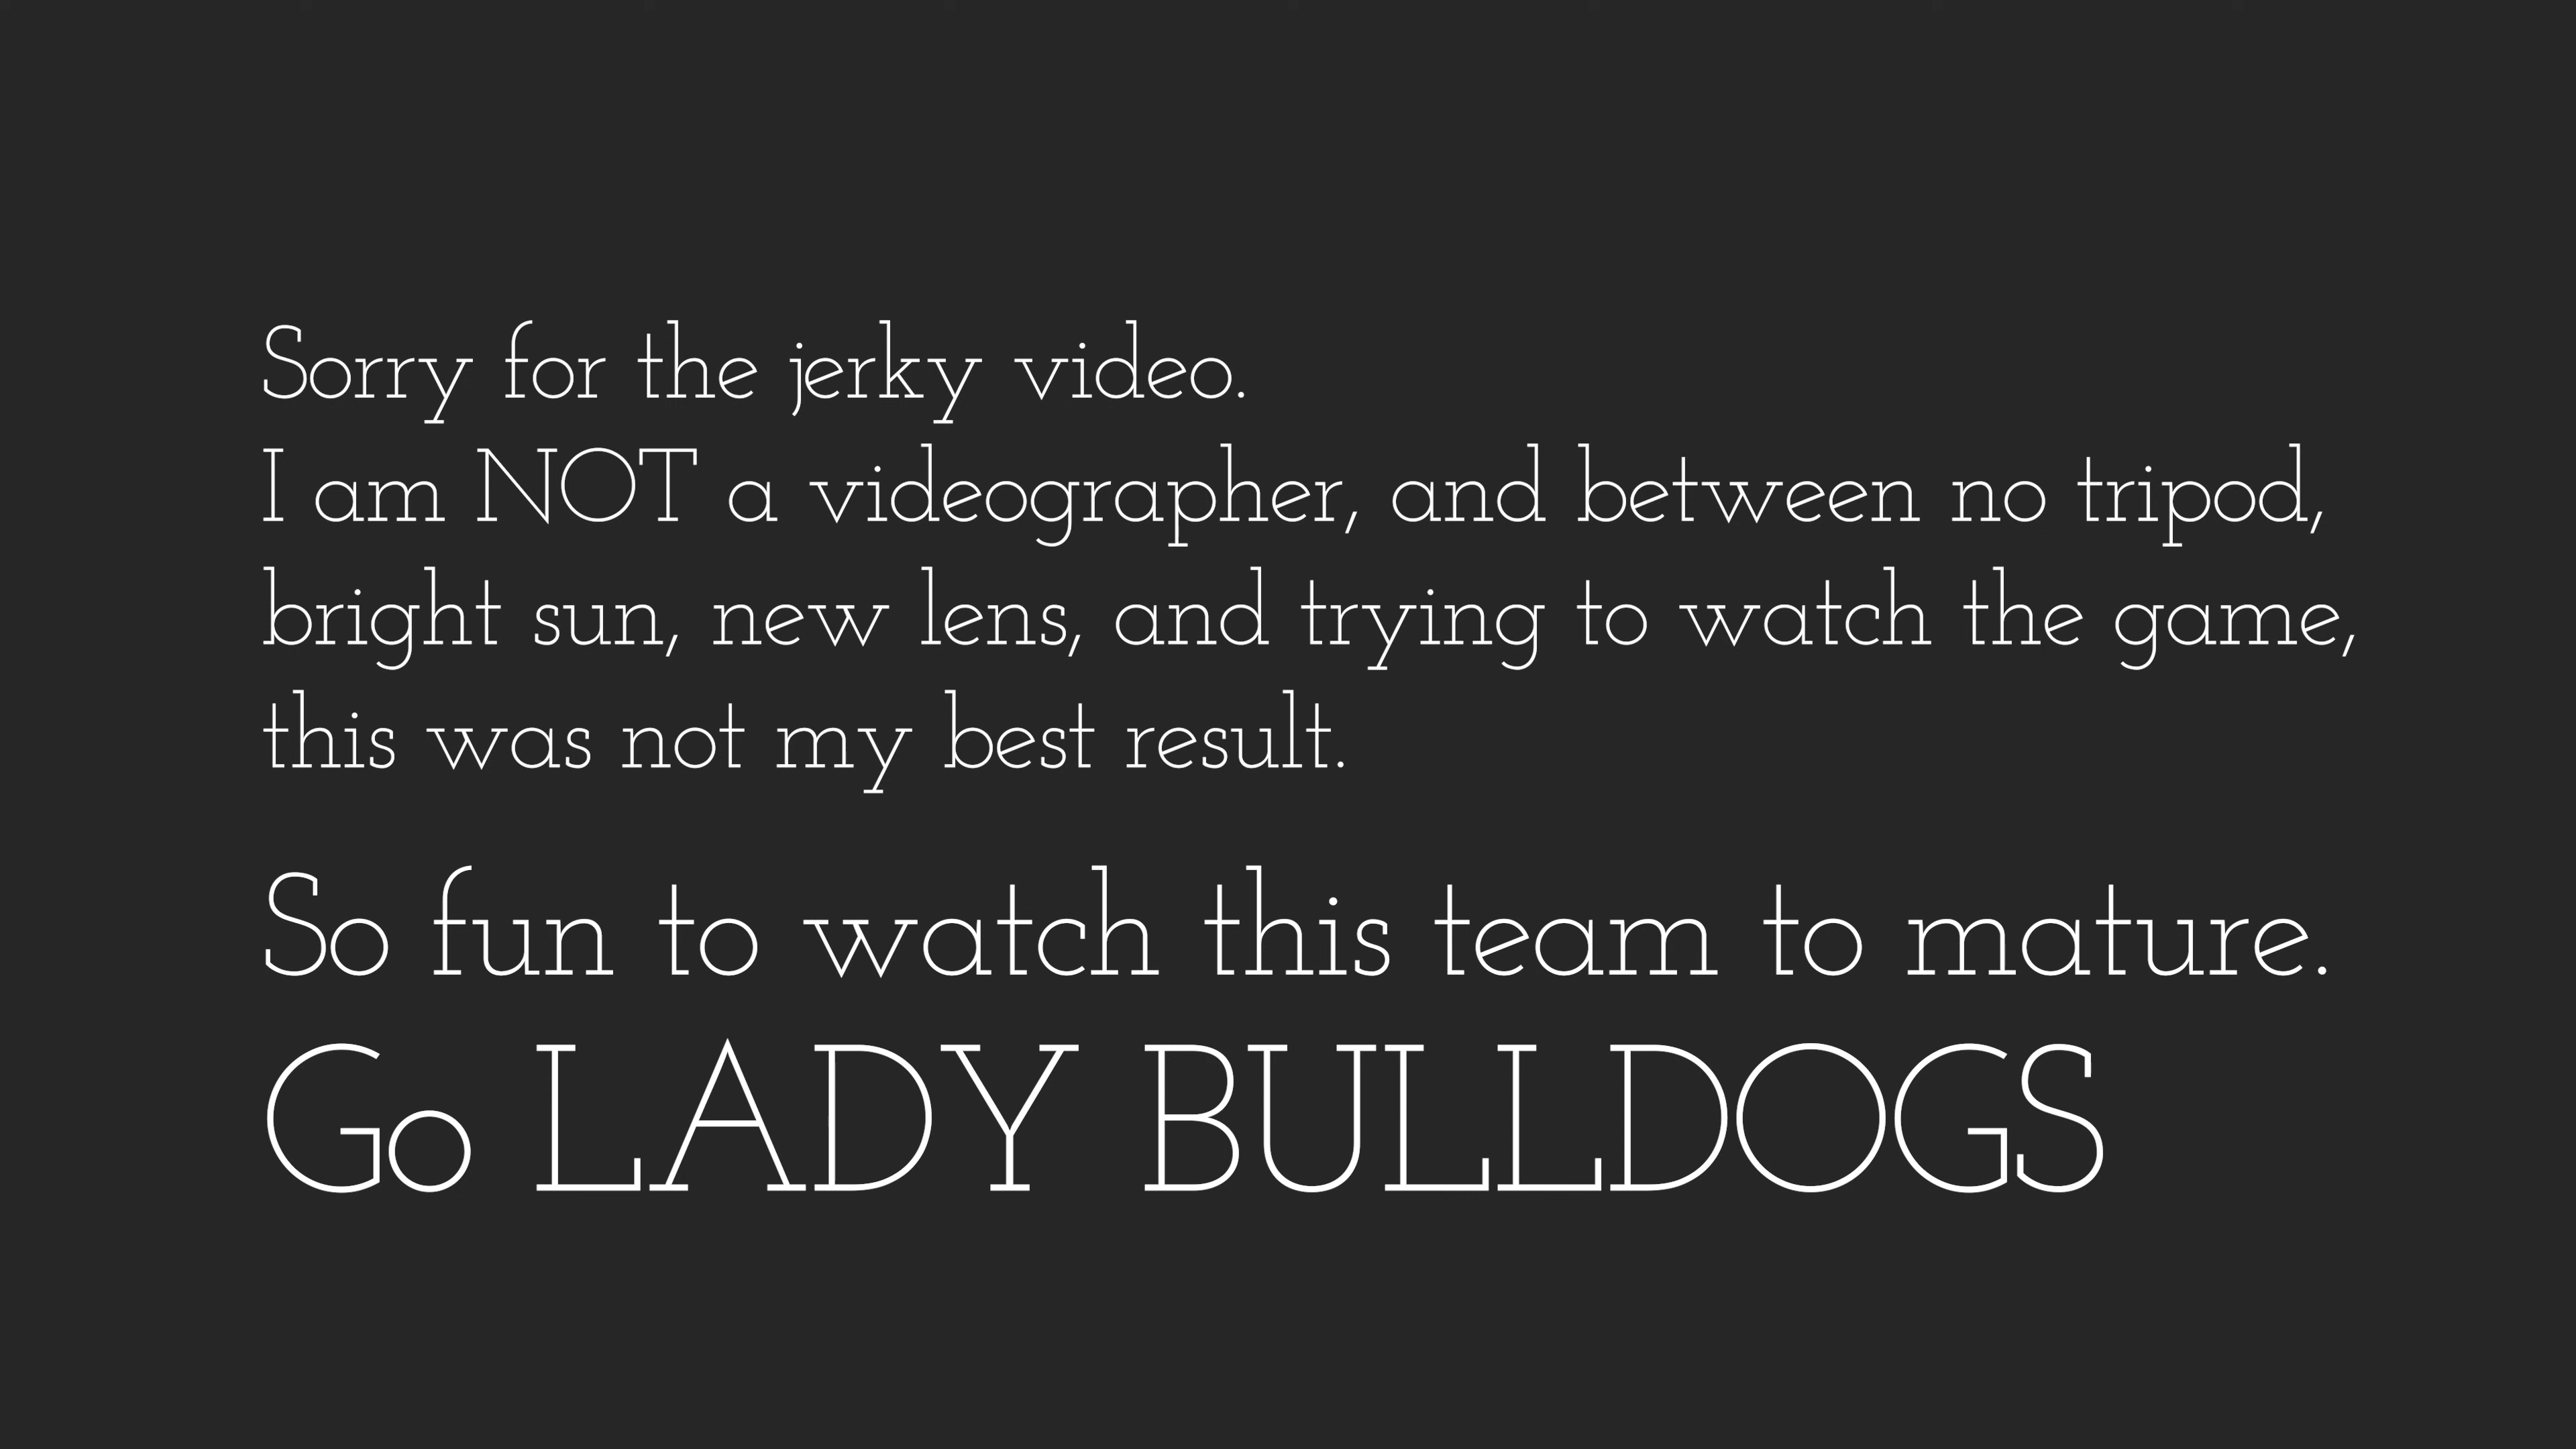 Sorry for the jerky video.
I am NOT a videographer, and between no tripod,
bright sun, new lens, and trying to watch the game,
this was not my best result.
So fun to watch this team to mature.
Go LADY BULLDOGS